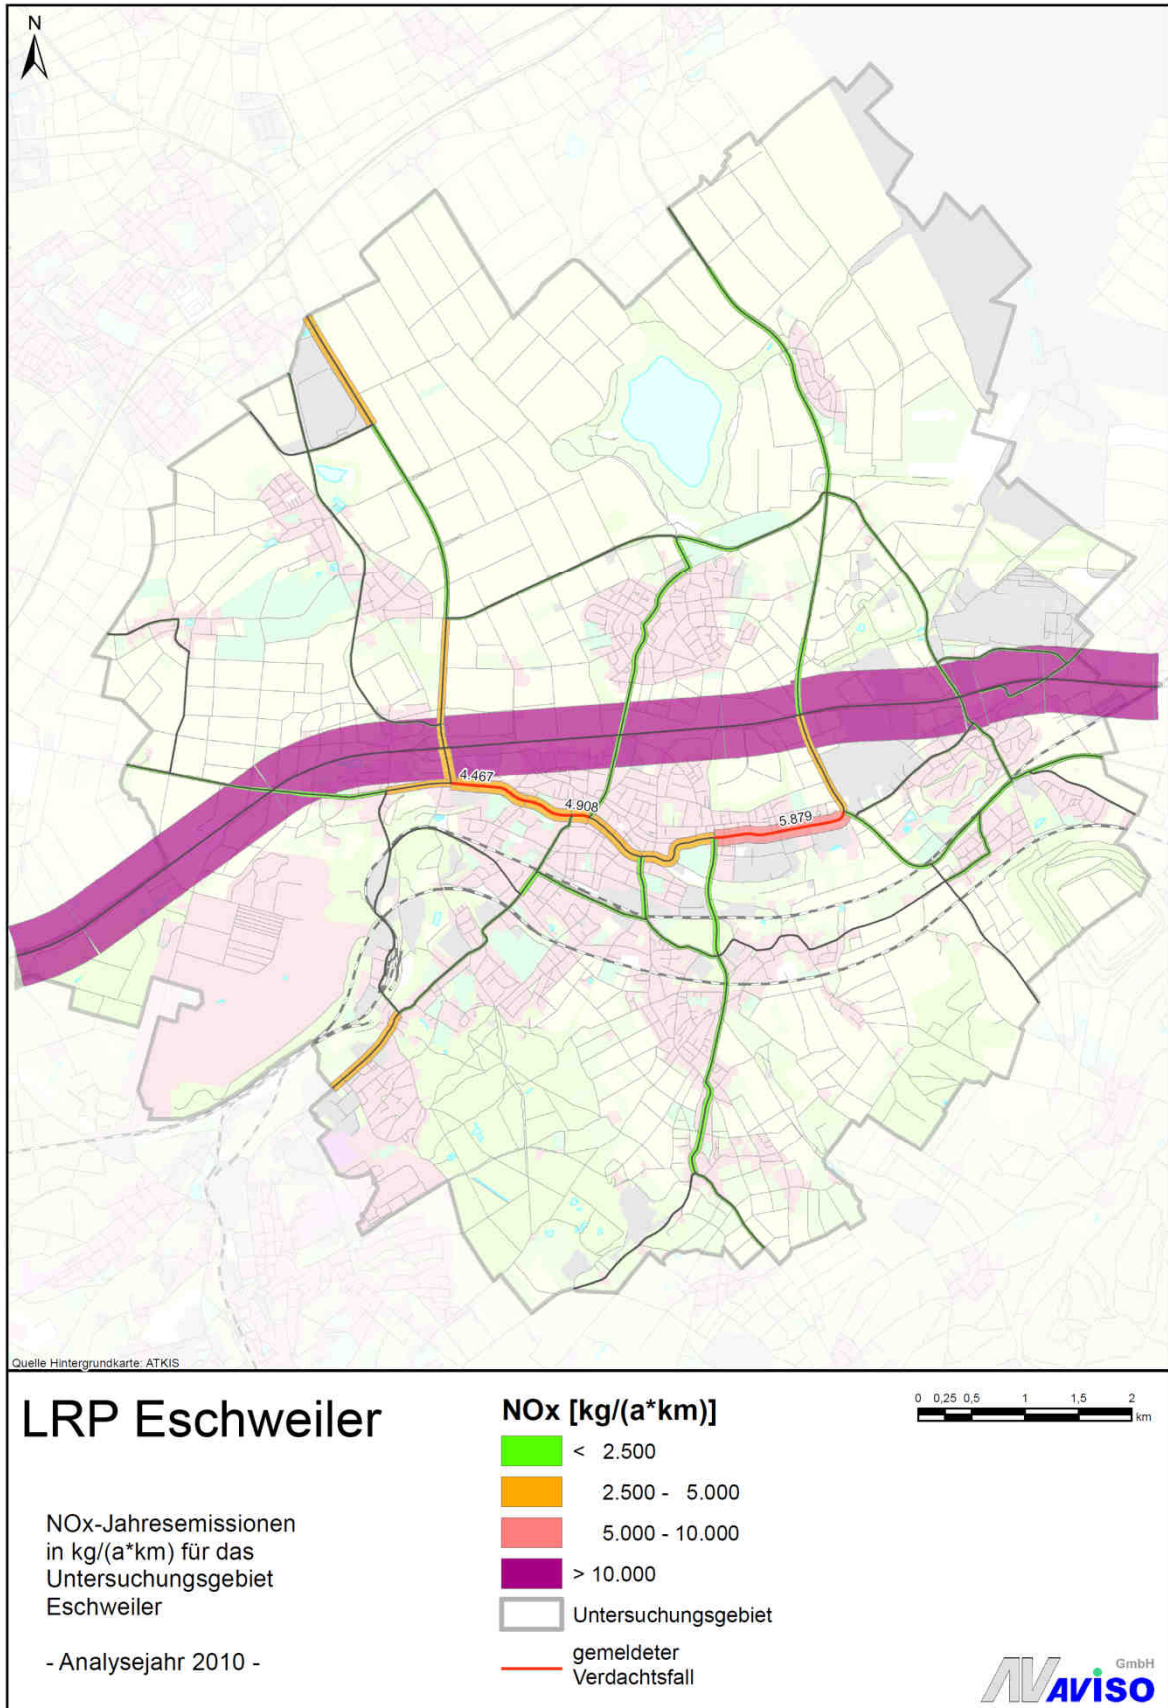 N
4.467
4.908
5.879
Quelle Hintergrundkarte: ATKIS
LRP Eschweiler
NOx-Jahresemissionen
in kg/(a*km) für das
Untersuchungsgebiet
Eschweiler
- Analysejahr 2010 -
NOx [kg/(a*km)]
< 2.500
2.500 - 5.000
5.000 - 10.000
> 10.000
Untersuchungsgebiet
gemeldeter
Verdachtsfall
0 0,25 0,5 1 1,5 2
km
GmbH
AVISO